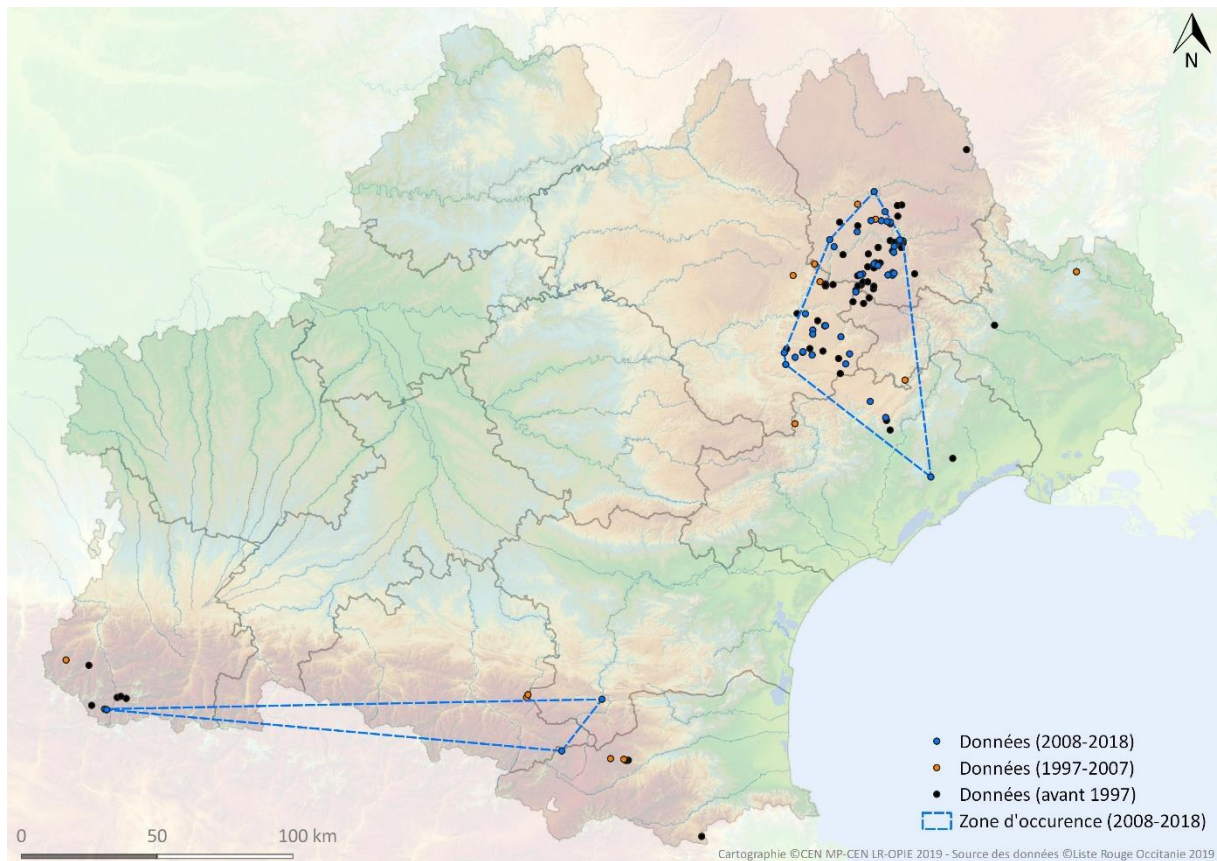 N
Données (2008-2018)
Données (1997-2007)
Données (avant 1997)
Zone d'occurence (2008-2018)
0 50 100 km
Cartographie ©CEN MP-CEN LR-OPIE 2019 - Source des données ©Liste Rouge Occitanie 2019